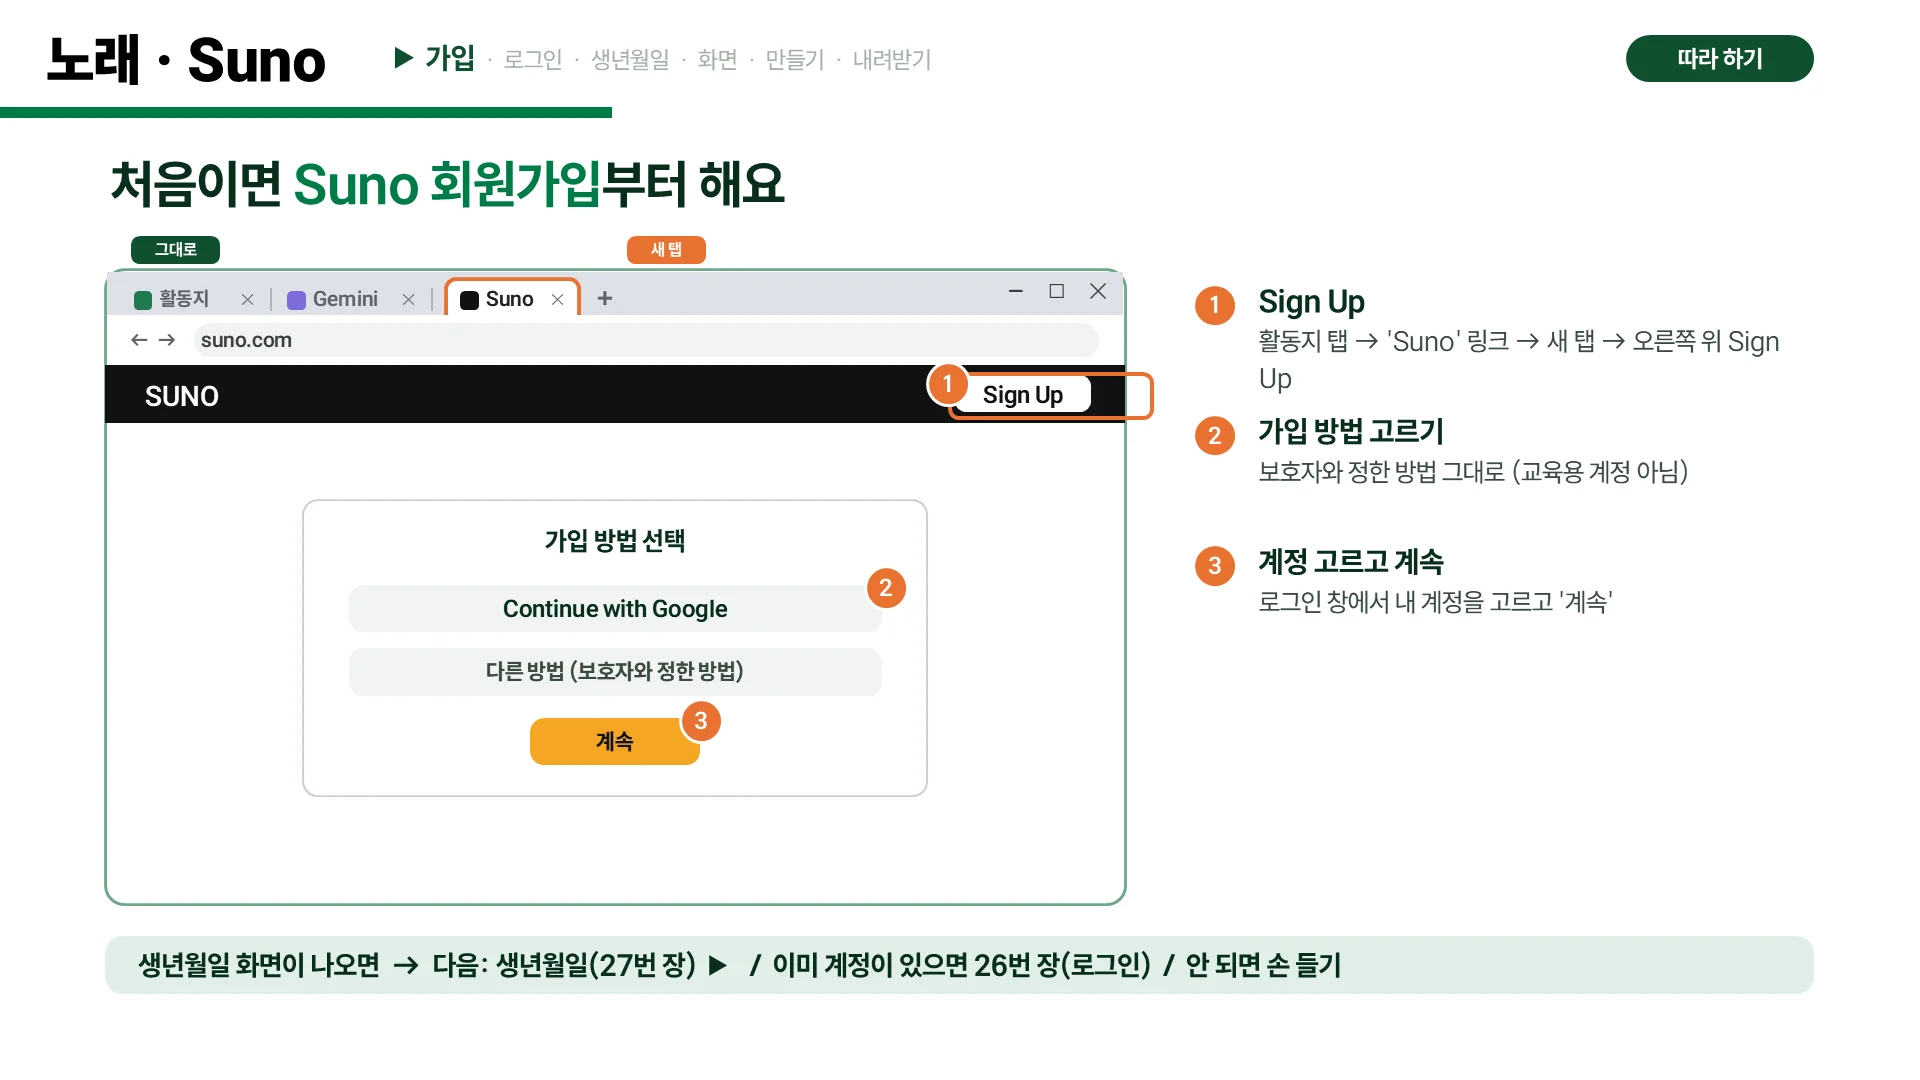 노래 · Suno
▶ 가입 · 로그인 · 생년월일 · 화면 · 만들기 · 내려받기
따라 하기
처음이면 Suno 회원가입부터 해요
그대로
새 탭
활동지 × Gemini × Suno × +
← → suno.com
SUNO
1 Sign Up
가입 방법 선택
Continue with Google 2
다른 방법 (보호자와 정한 방법)
계속 3
1 Sign Up
활동지 탭 → 'Suno' 링크 → 새 탭 → 오른쪽 위 Sign
Up
2 가입 방법 고르기
보호자와 정한 방법 그대로 (교육용 계정 아님)
3 계정 고르고 계속
로그인 창에서 내 계정을 고르고 '계속'
생년월일 화면이 나오면 → 다음: 생년월일(27번 장) ▶ / 이미 계정이 있으면 26번 장(로그인) / 안 되면 손 들기